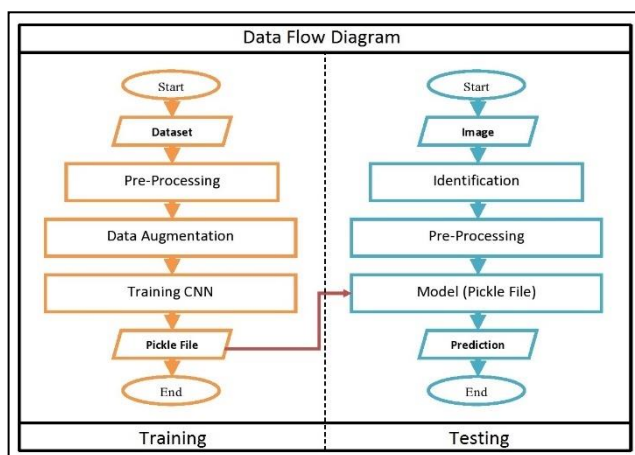 Data Flow Diagram
Start
Dataset
Pre-Processing
Data Augmentation
Training CNN
Pickle File
End
Training
Start
Image
Identification
Pre-Processing
Model (Pickle File)
Prediction
End
Testing